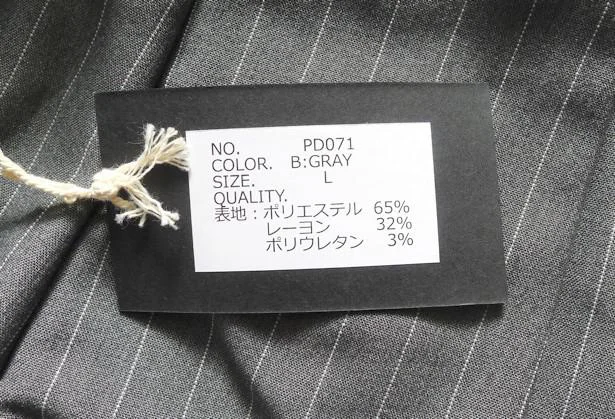 NO. PD071
COLOR. B:GRAY
SIZE. L
QUALITY.
表地：ポリエステル 65%
レーヨン 32%
ポリウレタン 3%